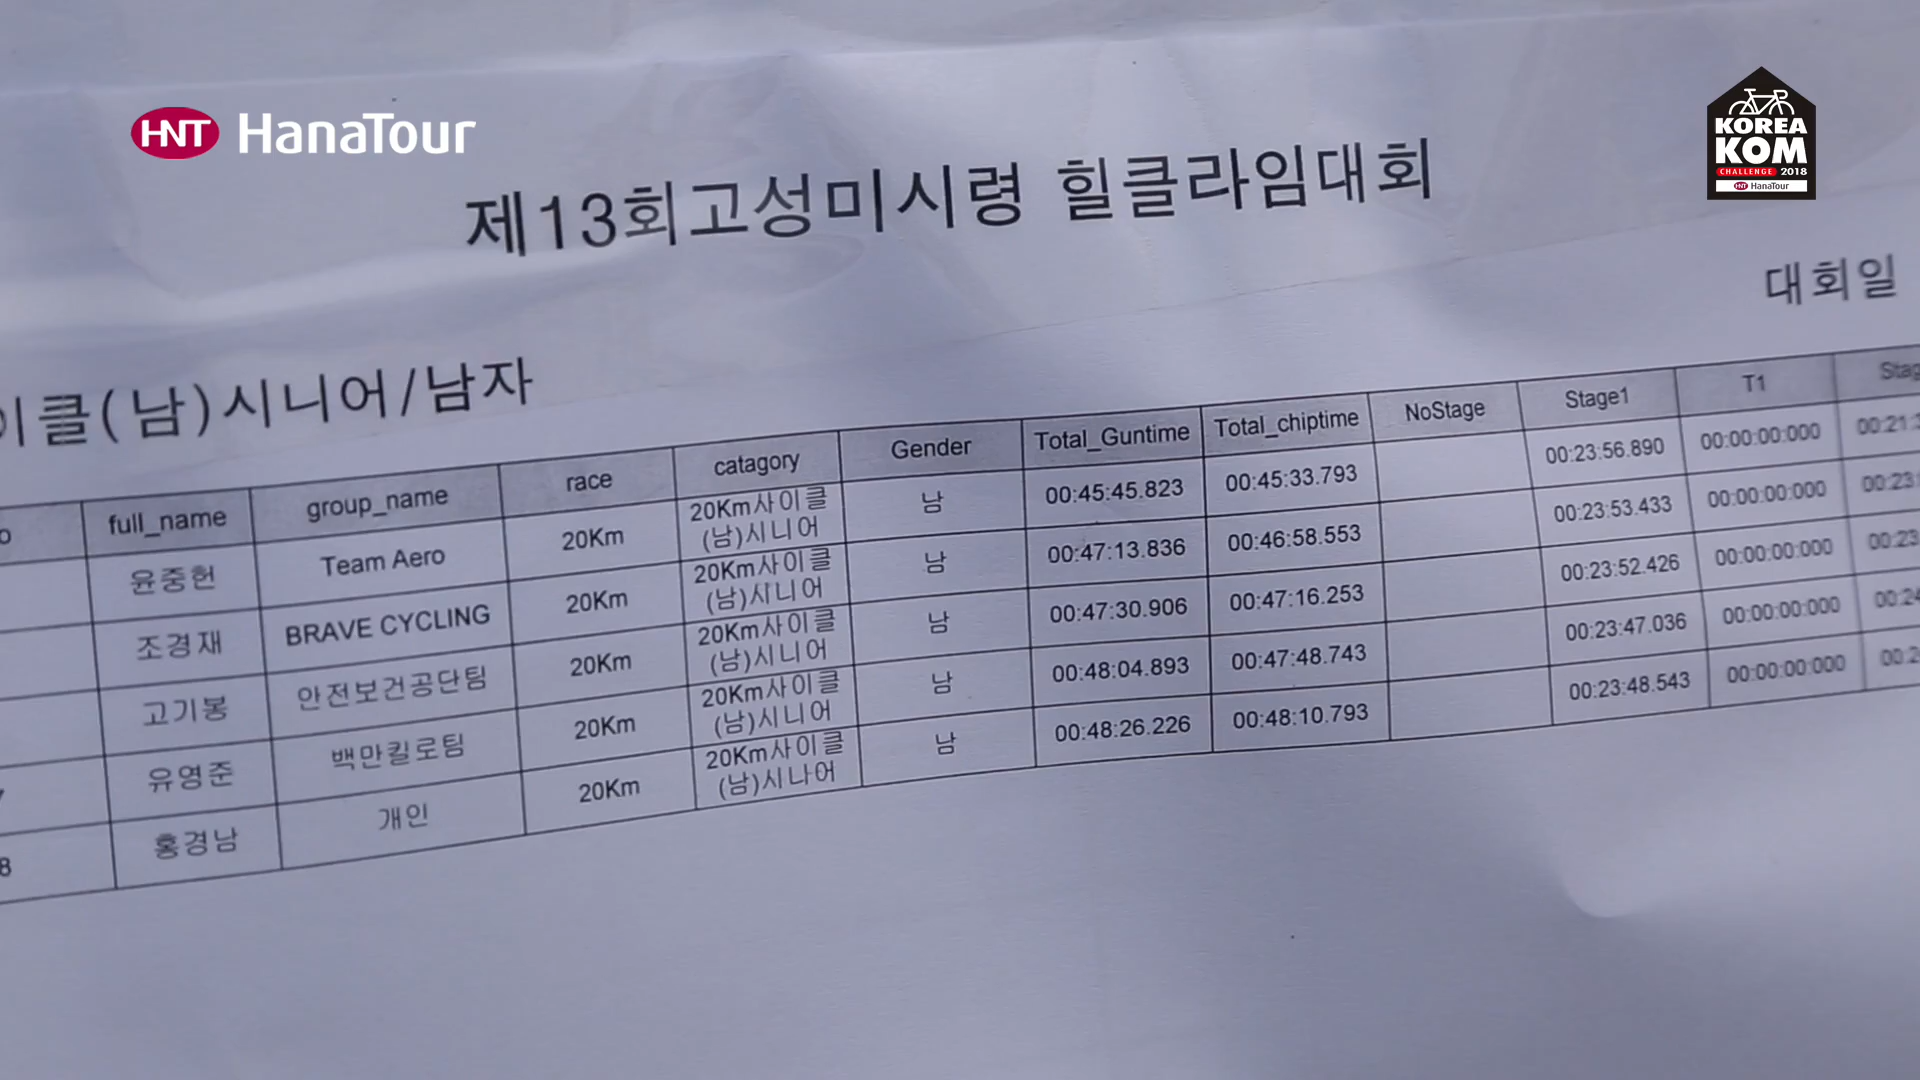 HNT HanaTour
KOREA
KOM
CHALLENGE 2018
HNT HanaTour
제13회고성미시령 힐클라임대회
대회일
이클(남)시니어/남자
full_name group_name race catagory Gender Total_Guntime Total_chiptime NoStage Stage1 T1
윤중헌 Team Aero 20Km 20Km사이클 (남)시니어 남 00:45:45.823 00:45:33.793 00:23:56.890 00:00:00:000
조경재 BRAVE CYCLING 20Km 20Km사이클 (남)시니어 남 00:47:13.836 00:46:58.553 00:23:53.433 00:00:00:000
고기봉 안전보건공단팀 20Km 20Km사이클 (남)시니어 남 00:47:30.906 00:47:16.253 00:23:52.426 00:00:00:000
유영준 백만킬로팀 20Km 20Km사이클 (남)시니어 남 00:48:04.893 00:47:48.743 00:23:47.036 00:00:00:000
8 홍경남 개인 20Km 20Km사이클 (남)시니어 남 00:48:26.226 00:48:10.793 00:23:48.543 00:00:00:000